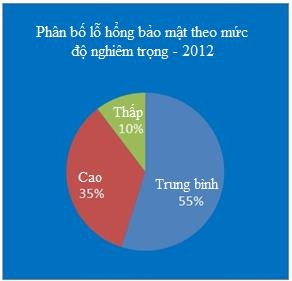 Phân bố lỗ hổng bảo mật theo mức
độ nghiêm trọng - 2012
Thấp
10%
Cao
35%
Trung bình
55%